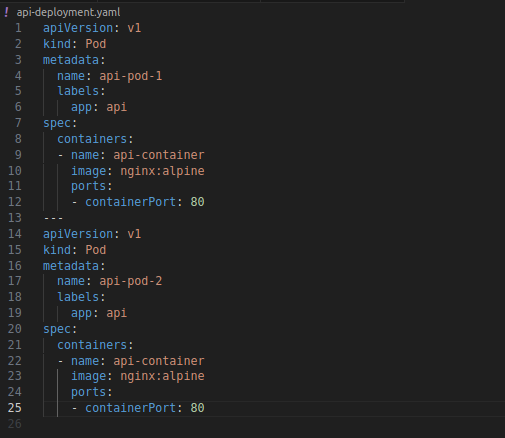 ! api-deployment.yaml
1 apiVersion: v1
2 kind: Pod
3 metadata:
4   name: api-pod-1
5   labels:
6     app: api
7 spec:
8   containers:
9   - name: api-container
10     image: nginx:alpine
11     ports:
12     - containerPort: 80
13 ---
14 apiVersion: v1
15 kind: Pod
16 metadata:
17   name: api-pod-2
18   labels:
19     app: api
20 spec:
21   containers:
22   - name: api-container
23     image: nginx:alpine
24     ports:
25     - containerPort: 80
26